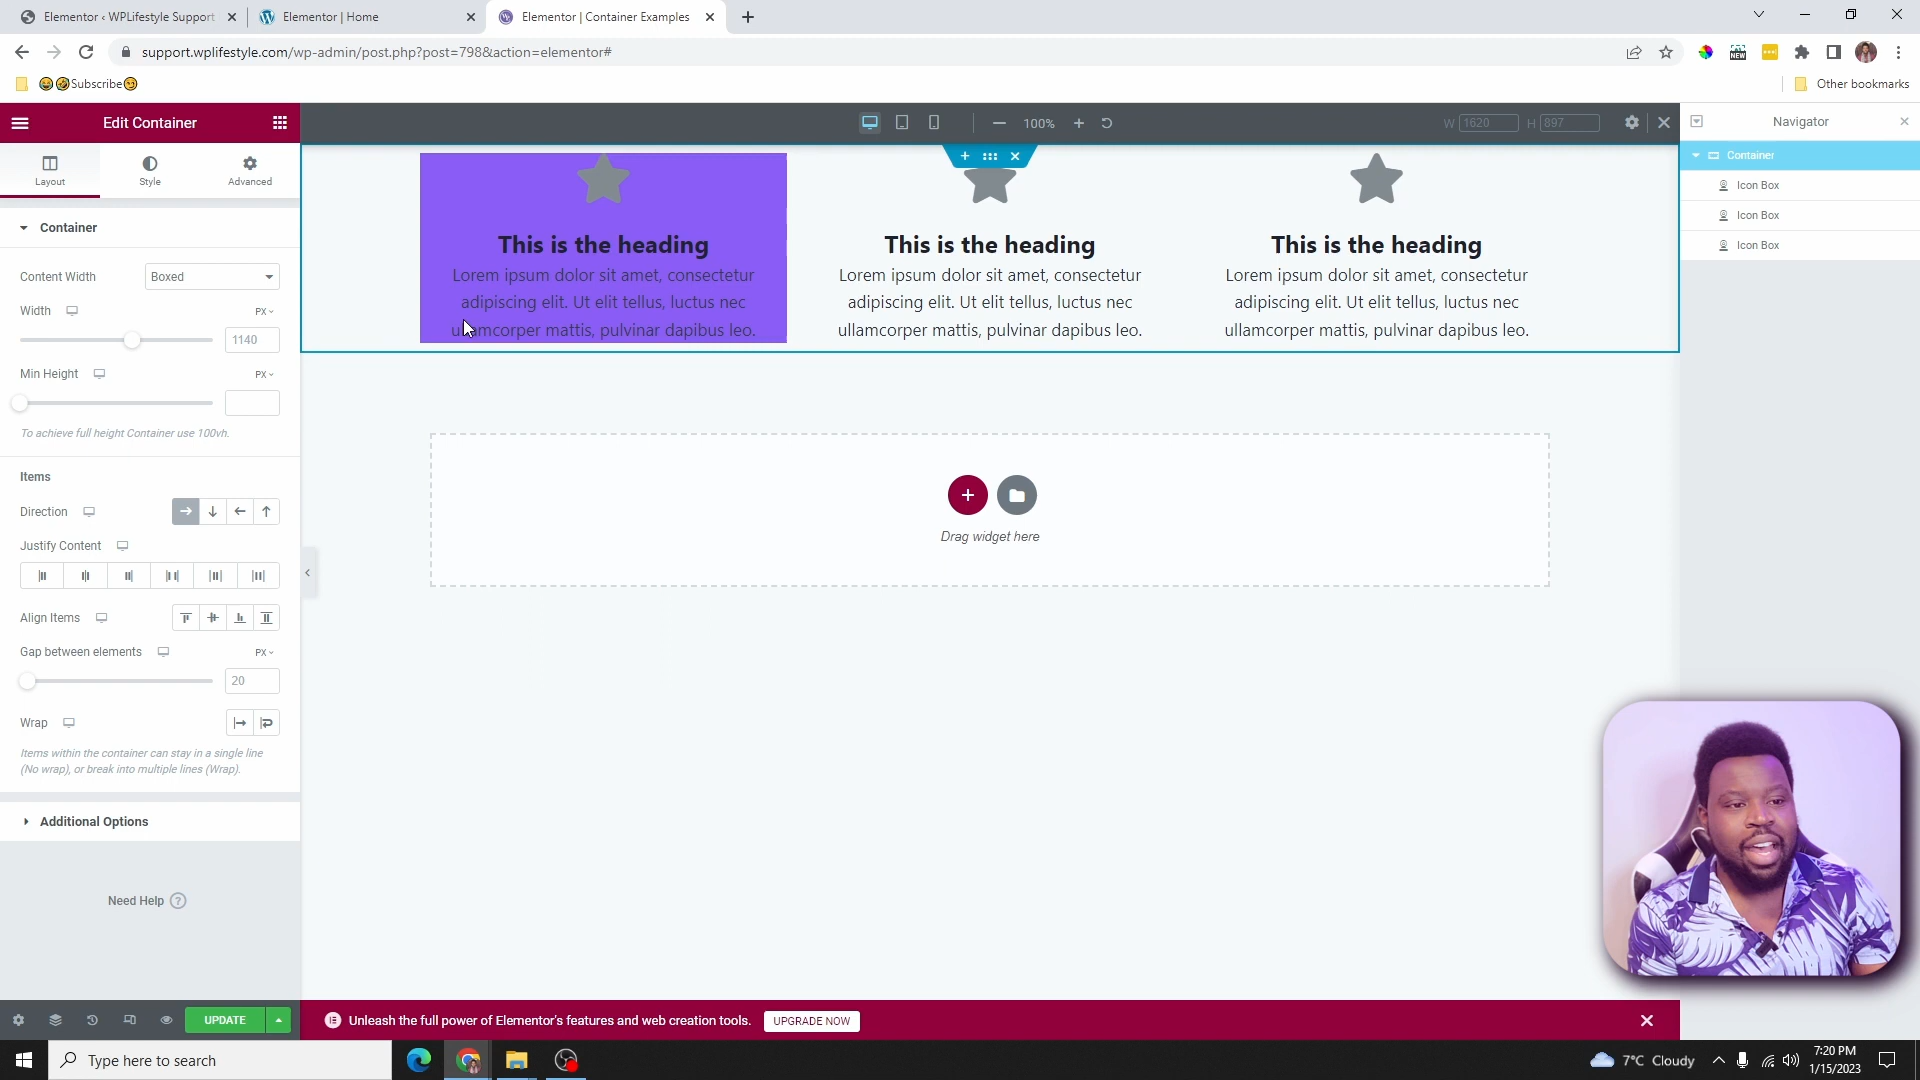 Elementor ‹ WPLifestyle Support
Elementor | Home
Elementor | Container Examples
support.wplifestyle.com/wp-admin/post.php?post=798&action=elementor#
NEW
😂🤣Subscribe😏
Other bookmarks
Edit Container
100%
W 1620 H 897
Navigator
Layout
Style
Advanced
Container
Content Width
Boxed
Width
PX
1140
Min Height
PX
To achieve full height Container use 100vh.
Items
Direction
Justify Content
Align Items
Gap between elements
PX
20
Wrap
Items within the container can stay in a single line
(No wrap), or break into multiple lines (Wrap).
Additional Options
Need Help ?
UPDATE
This is the heading
Lorem ipsum dolor sit amet, consectetur
adipiscing elit. Ut elit tellus, luctus nec
ullamcorper mattis, pulvinar dapibus leo.
This is the heading
Lorem ipsum dolor sit amet, consectetur
adipiscing elit. Ut elit tellus, luctus nec
ullamcorper mattis, pulvinar dapibus leo.
This is the heading
Lorem ipsum dolor sit amet, consectetur
adipiscing elit. Ut elit tellus, luctus nec
ullamcorper mattis, pulvinar dapibus leo.
Drag widget here
Container
Icon Box
Icon Box
Icon Box
Unleash the full power of Elementor's features and web creation tools.
UPGRADE NOW
Type here to search
7°C Cloudy
7:20 PM
1/15/2023